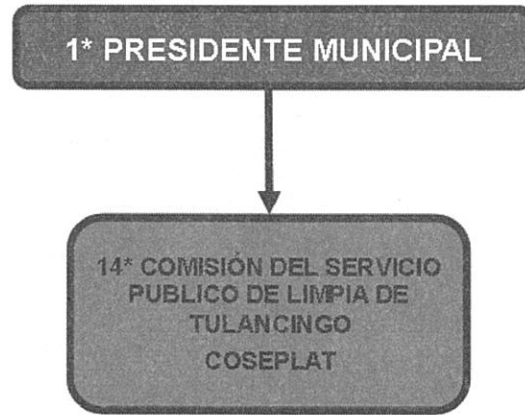 1* PRESIDENTE MUNICIPAL
14* COMISIÓN DEL SERVICIO
PUBLICO DE LIMPIA DE
TULANCINGO
COSEPLAT